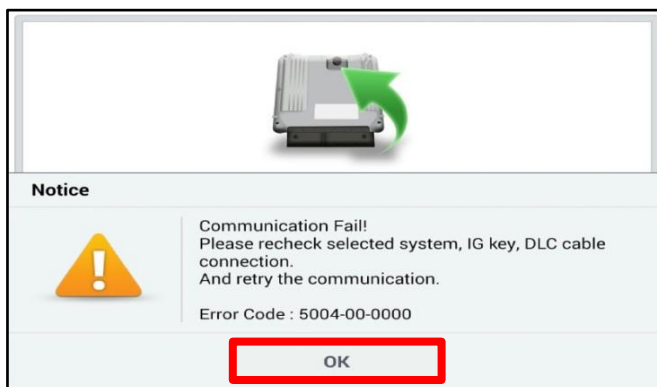 Notice
Communication Fail!
Please recheck selected system, IG key, DLC cable
connection.
And retry the communication.
Error Code : 5004-00-0000
OK